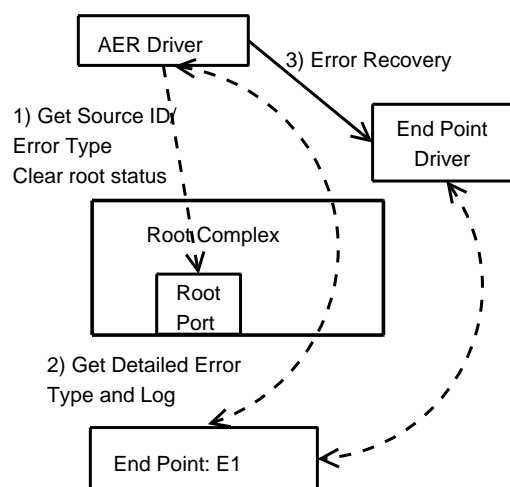 AER Driver
3) Error Recovery
1) Get Source ID/
Error Type
Clear root status
End Point
Driver
Root Complex
Root
Port
2) Get Detailed Error
Type and Log
End Point: E1